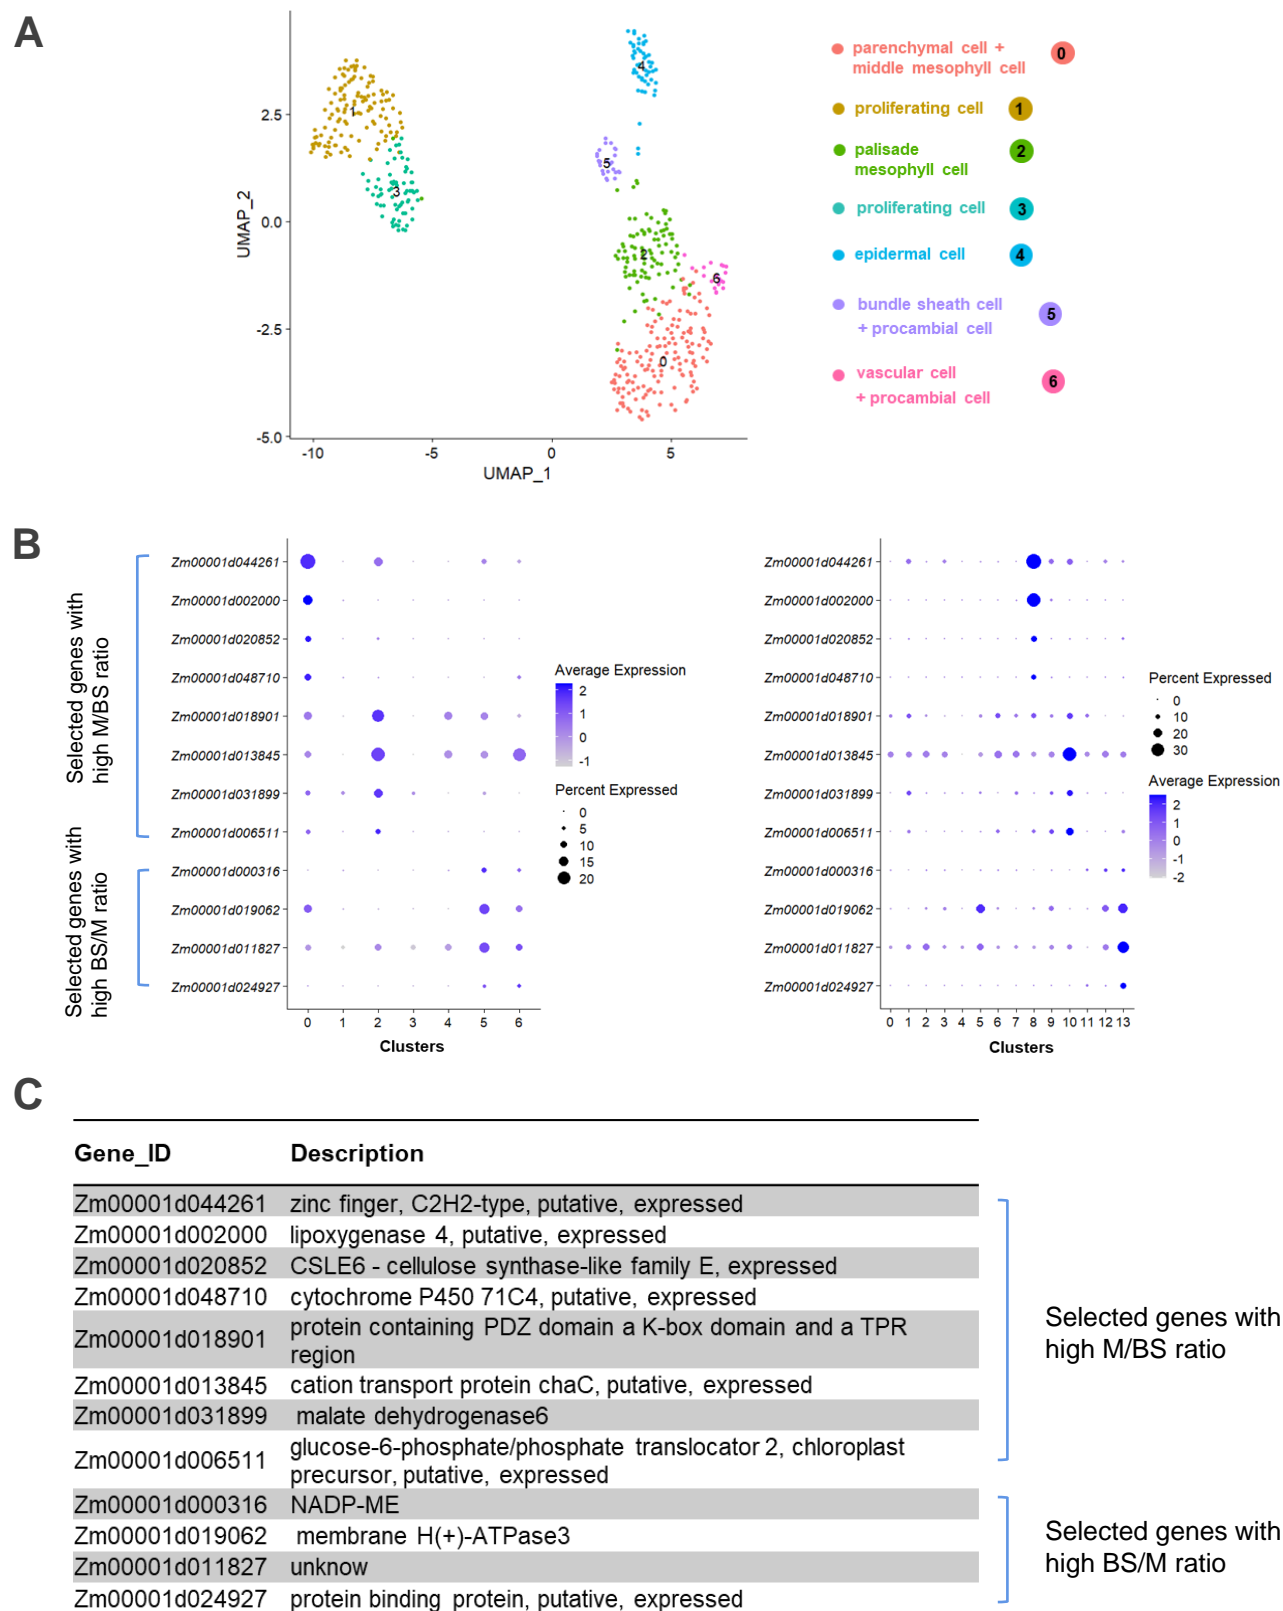 A
UMAP_2
2.5
0.0
-2.5
-5.0
-10
-5
0
5
UMAP_1
1
3
4
5
2
6
0
parenchymal cell +
middle mesophyll cell
0
proliferating cell
1
palisade
mesophyll cell
2
proliferating cell
3
epidermal cell
4
bundle sheath cell
+ procambial cell
5
vascular cell
+ procambial cell
6
B
Selected genes with
high M/BS ratio
Selected genes with
high BS/M ratio
Zm00001d044261
Zm00001d002000
Zm00001d020852
Zm00001d048710
Zm00001d018901
Zm00001d013845
Zm00001d031899
Zm00001d006511
Zm00001d000316
Zm00001d019062
Zm00001d011827
Zm00001d024927
0 1 2 3 4 5 6
Clusters
Average Expression
2
1
0
-1
Percent Expressed
0
5
10
15
20
Zm00001d044261
Zm00001d002000
Zm00001d020852
Zm00001d048710
Zm00001d018901
Zm00001d013845
Zm00001d031899
Zm00001d006511
Zm00001d000316
Zm00001d019062
Zm00001d011827
Zm00001d024927
0 1 2 3 4 5 6 7 8 9 10 11 12 13
Clusters
Percent Expressed
0
10
20
30
Average Expression
2
1
0
-1
-2
C
Gene_ID Description
Zm00001d044261 zinc finger, C2H2-type, putative, expressed
Zm00001d002000 lipoxygenase 4, putative, expressed
Zm00001d020852 CSLE6 - cellulose synthase-like family E, expressed
Zm00001d048710 cytochrome P450 71C4, putative, expressed
Zm00001d018901 protein containing PDZ domain a K-box domain and a TPR
region
Zm00001d013845 cation transport protein chaC, putative, expressed
Zm00001d031899 malate dehydrogenase6
Zm00001d006511 glucose-6-phosphate/phosphate translocator 2, chloroplast
precursor, putative, expressed
Zm00001d000316 NADP-ME
Zm00001d019062 membrane H(+)-ATPase3
Zm00001d011827 unknow
Zm00001d024927 protein binding protein, putative, expressed
Selected genes with
high M/BS ratio
Selected genes with
high BS/M ratio